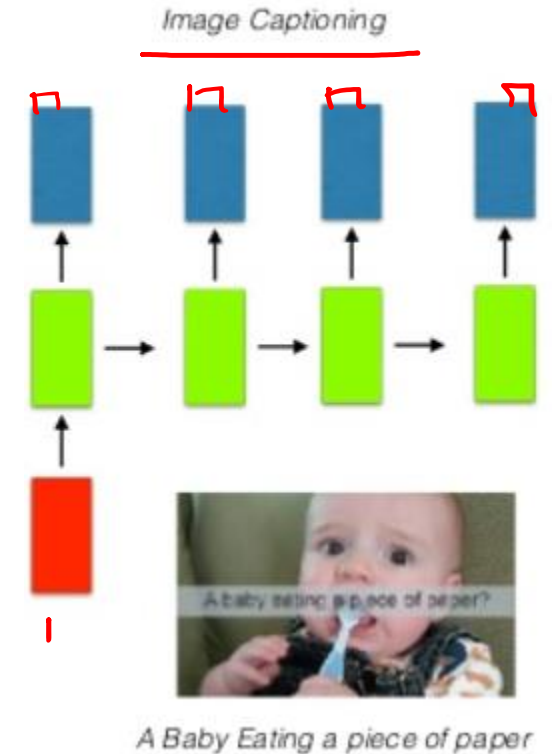 Image Captioning
A baby eating a piece of paper?
A Baby Eating a piece of paper